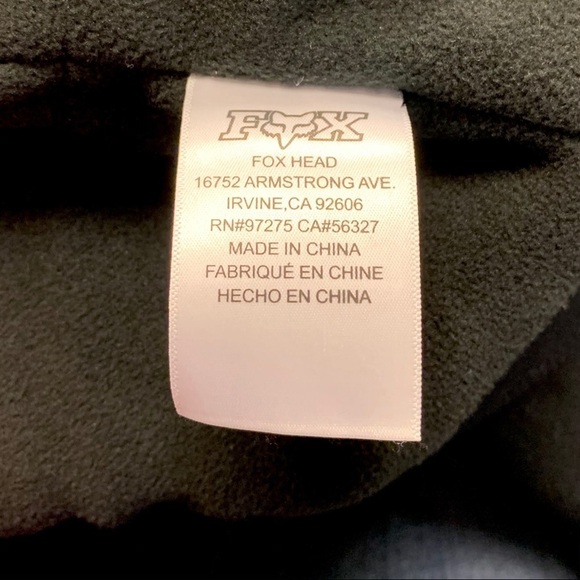 FOX
FOX HEAD
16752 ARMSTRONG AVE.
IRVINE,CA 92606
RN#97275 CA#56327
MADE IN CHINA
FABRIQUÉ EN CHINE
HECHO EN CHINA